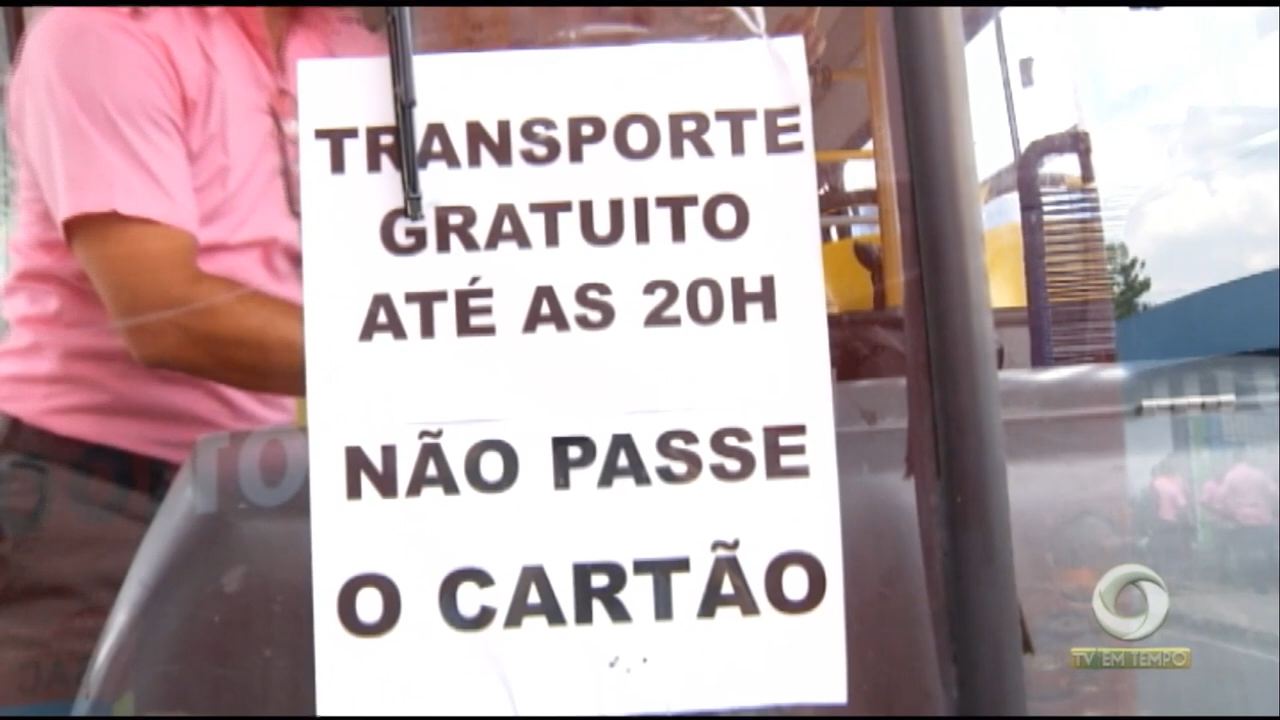 TRANSPORTE
GRATUITO
ATÉ AS 20H
NÃO PASSE
O CARTÃO
TV EM TEMPO